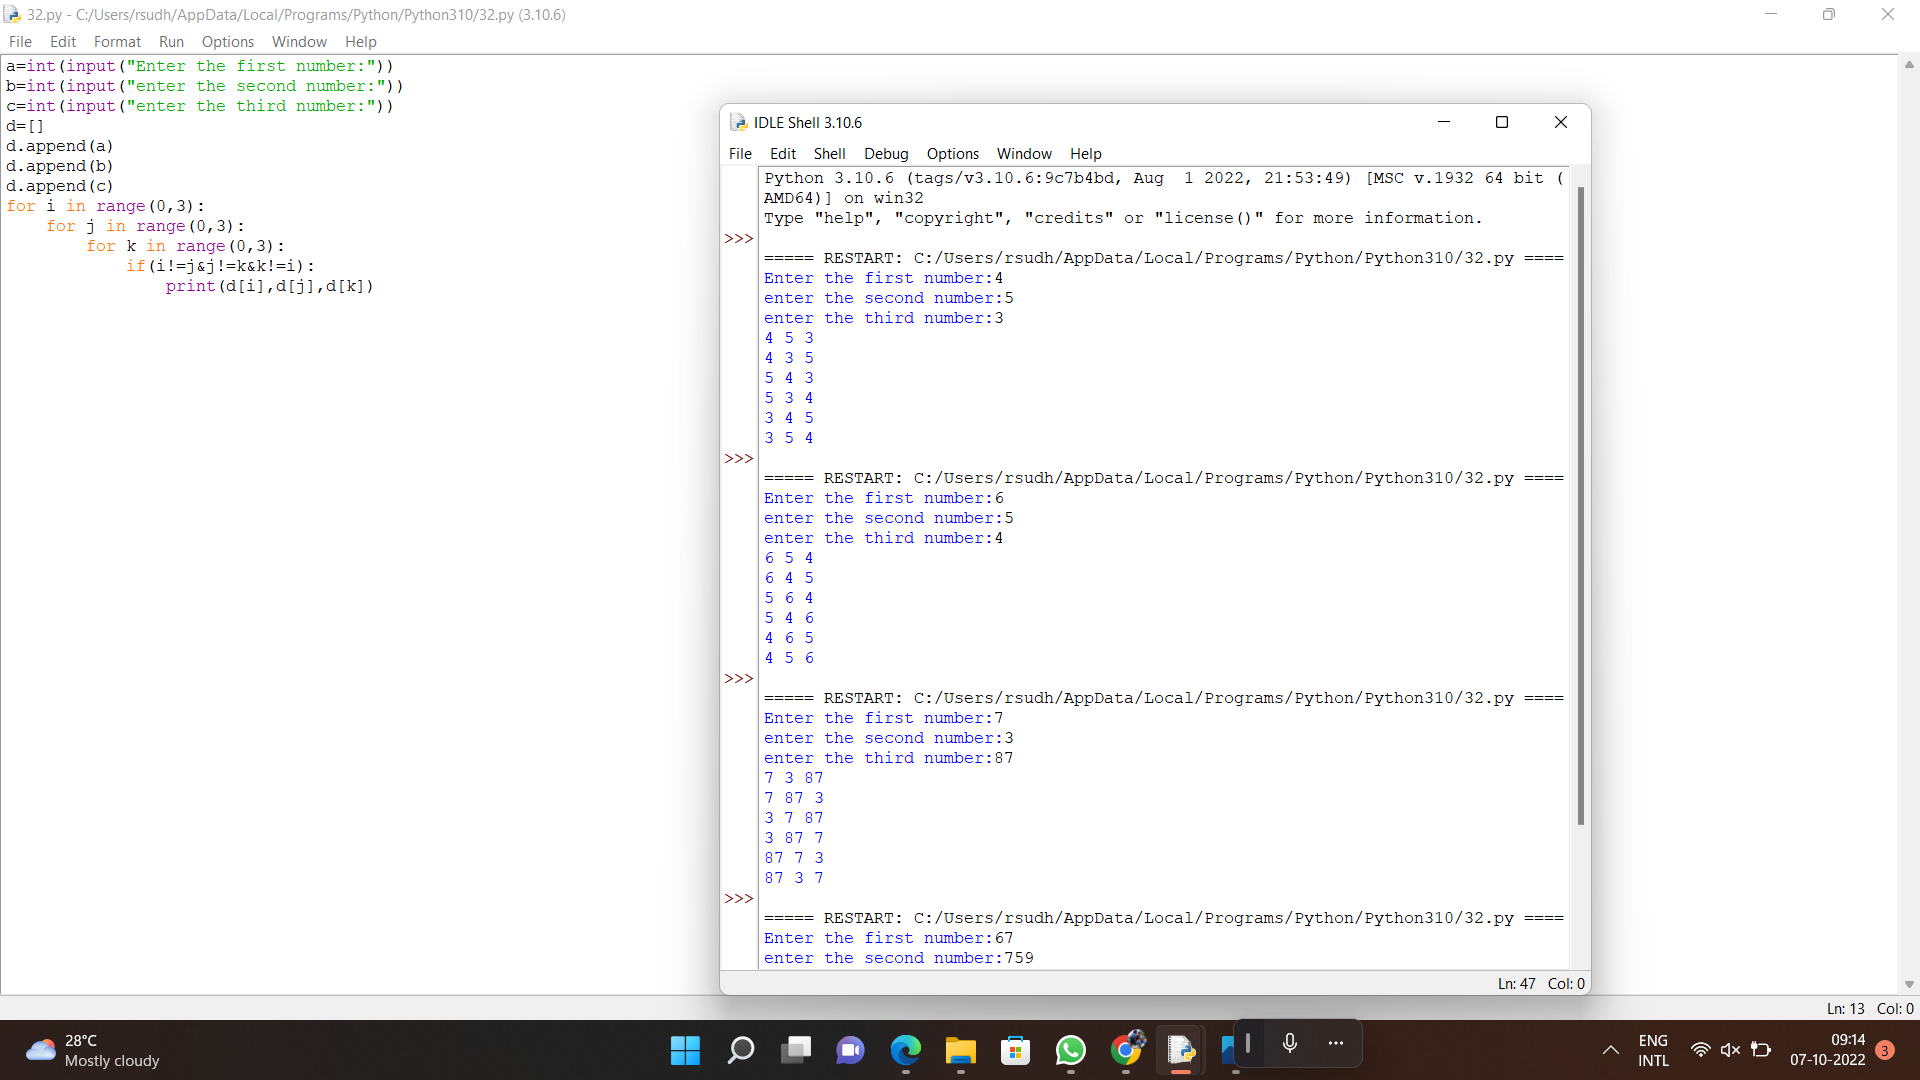 32.py - C:/Users/rsudh/AppData/Local/Programs/Python/Python310/32.py (3.10.6)
File Edit Format Run Options Window Help
a=int(input("Enter the first number:"))
b=int(input("enter the second number:"))
c=int(input("enter the third number:"))
d=[]
d.append(a)
d.append(b)
d.append(c)
for i in range(0,3):
    for j in range(0,3):
        for k in range(0,3):
            if(i!=j&j!=k&k!=i):
                print(d[i],d[j],d[k])
IDLE Shell 3.10.6
File Edit Shell Debug Options Window Help
Python 3.10.6 (tags/v3.10.6:9c7b4bd, Aug  1 2022, 21:53:49) [MSC v.1932 64 bit (
AMD64)] on win32
Type "help", "copyright", "credits" or "license()" for more information.
>>>
===== RESTART: C:/Users/rsudh/AppData/Local/Programs/Python/Python310/32.py ====
Enter the first number:4
enter the second number:5
enter the third number:3
4 5 3
4 3 5
5 4 3
5 3 4
3 4 5
3 5 4
>>>
===== RESTART: C:/Users/rsudh/AppData/Local/Programs/Python/Python310/32.py ====
Enter the first number:6
enter the second number:5
enter the third number:4
6 5 4
6 4 5
5 6 4
5 4 6
4 6 5
4 5 6
>>>
===== RESTART: C:/Users/rsudh/AppData/Local/Programs/Python/Python310/32.py ====
Enter the first number:7
enter the second number:3
enter the third number:87
7 3 87
7 87 3
3 7 87
3 87 7
87 7 3
87 3 7
>>>
===== RESTART: C:/Users/rsudh/AppData/Local/Programs/Python/Python310/32.py ====
Enter the first number:67
enter the second number:759
Ln: 47 Col: 0
Ln: 13 Col: 0
28°C
Mostly cloudy
ENG
INTL
09:14
07-10-2022
3